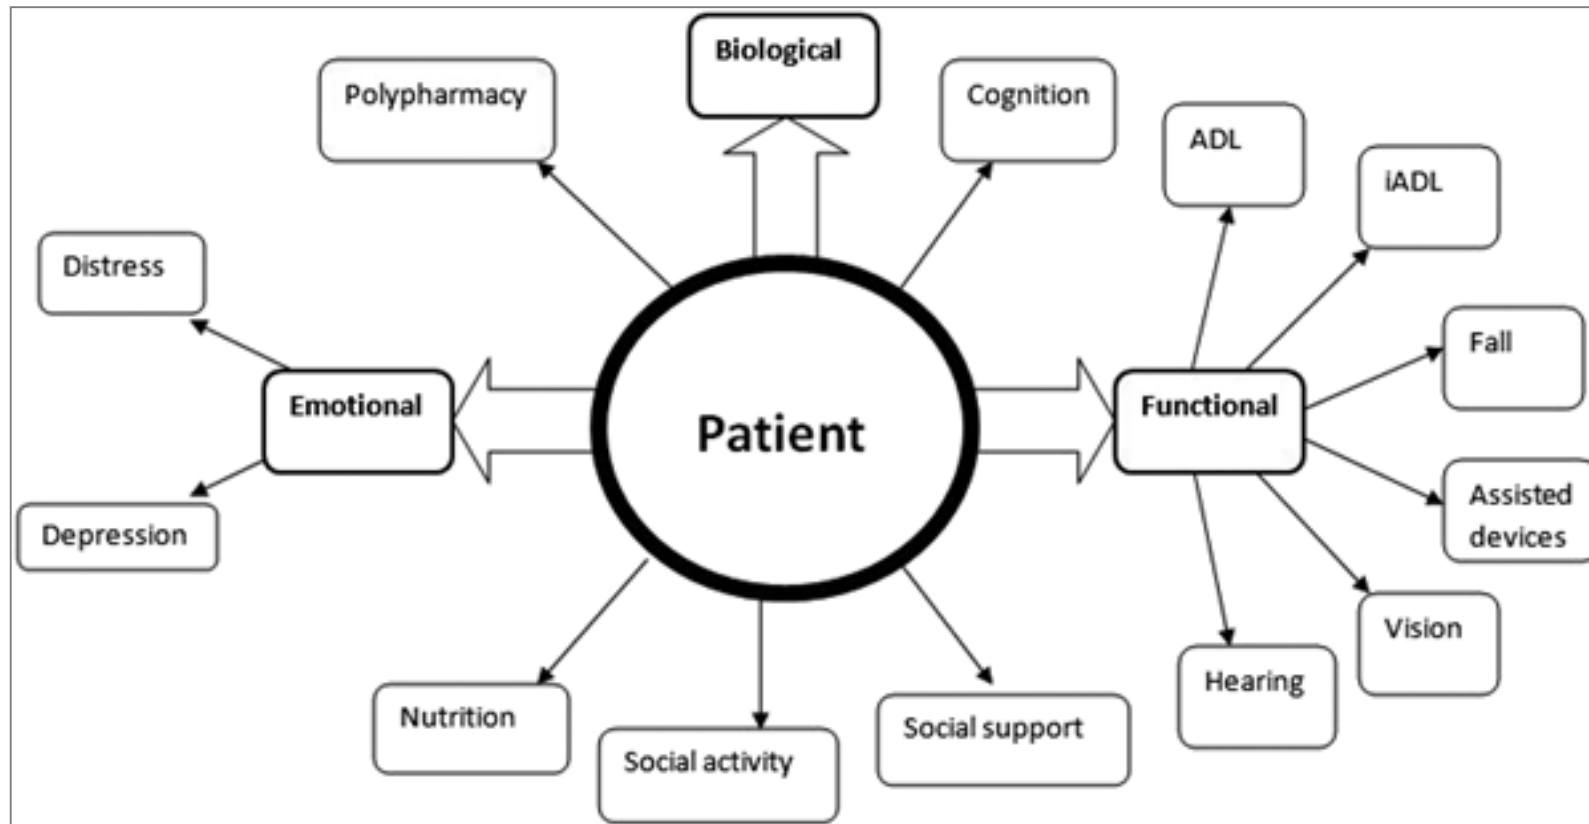 Biological
Polypharmacy
Cognition
ADL
iADL
Distress
Fall
Emotional
Patient
Functional
Depression
Assisted
devices
Vision
Hearing
Nutrition
Social activity
Social support